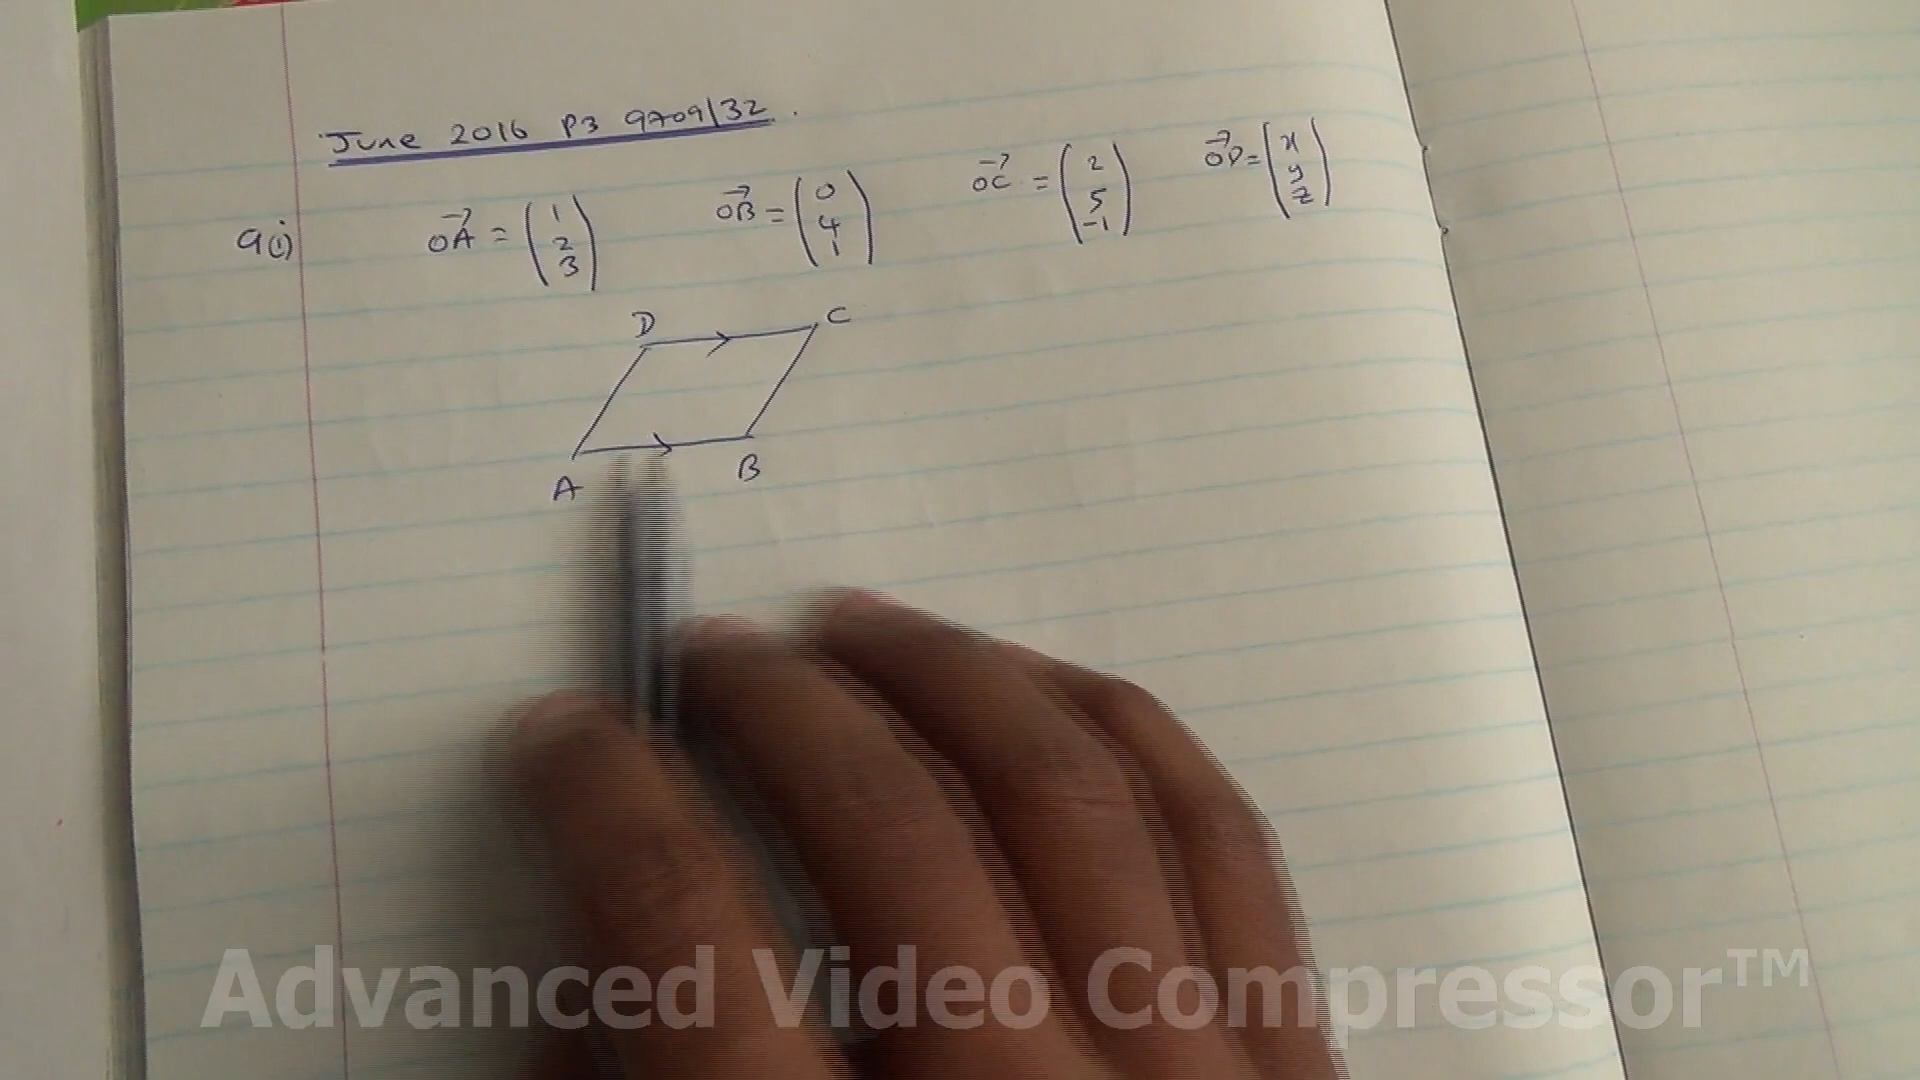 June 2016 P3 9709/32.
9(i) OA→ = (1 2 3) OB→ = (0 4 1) OC→ = (2 5 -1) OD→ = (x y z)
D C
A B
Advanced Video Compressor™